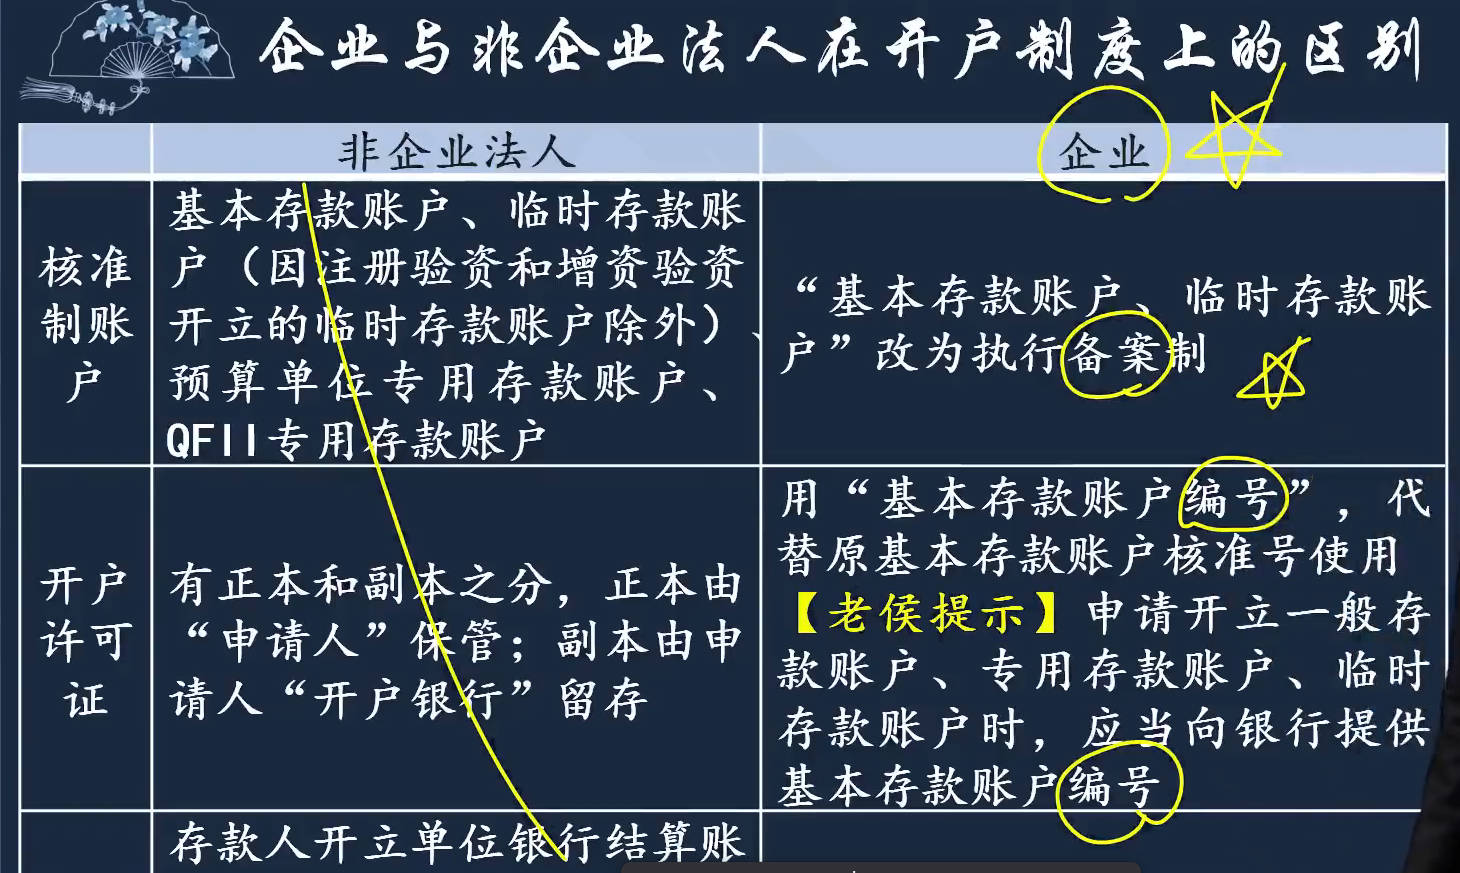 企业与非企业法人在开户制度上的区别
非企业法人
企业
核准
制账
户
基本存款账户、临时存款账
户（因注册验资和增资验资
开立的临时存款账户除外）、
预算单位专用存款账户、
QFII专用存款账户
“基本存款账户、临时存款账
户”改为执行备案制
开户
许可
证
有正本和副本之分，正本由
“申请人”保管；副本由申
请人“开户银行”留存
用“基本存款账户编号”，代
替原基本存款账户核准号使用
【老侯提示】申请开立一般存
款账户、专用存款账户、临时
存款账户时，应当向银行提供
基本存款账户编号
存款人开立单位银行结算账